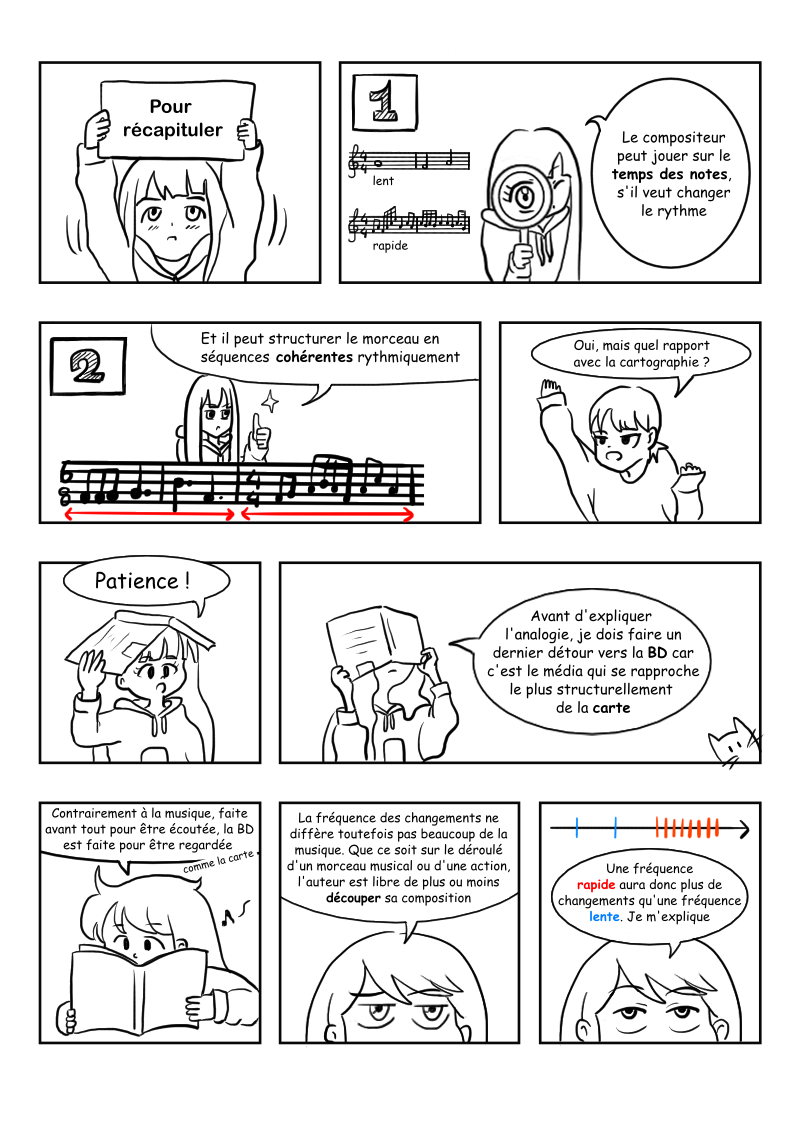 Pour
récapituler
1
lent
rapide
Le compositeur
peut jouer sur le
temps des notes,
s'il veut changer
le rythme
2
Et il peut structurer le morceau en
séquences cohérentes rythmiquement
6
8
4
4
Oui, mais quel rapport
avec la cartographie ?
Patience !
Avant d'expliquer
l'analogie, je dois faire un
dernier détour vers la BD car
c'est le média qui se rapproche
le plus structurellement
de la carte
Contrairement à la musique, faite
avant tout pour être écoutée, la BD
est faite pour être regardée
comme la carte
La fréquence des changements ne
diffère toutefois pas beaucoup de la
musique. Que ce soit sur le déroulé
d'un morceau musical ou d'une action,
l'auteur est libre de plus ou moins
découper sa composition
Une fréquence
rapide aura donc plus de
changements qu'une fréquence
lente. Je m'explique